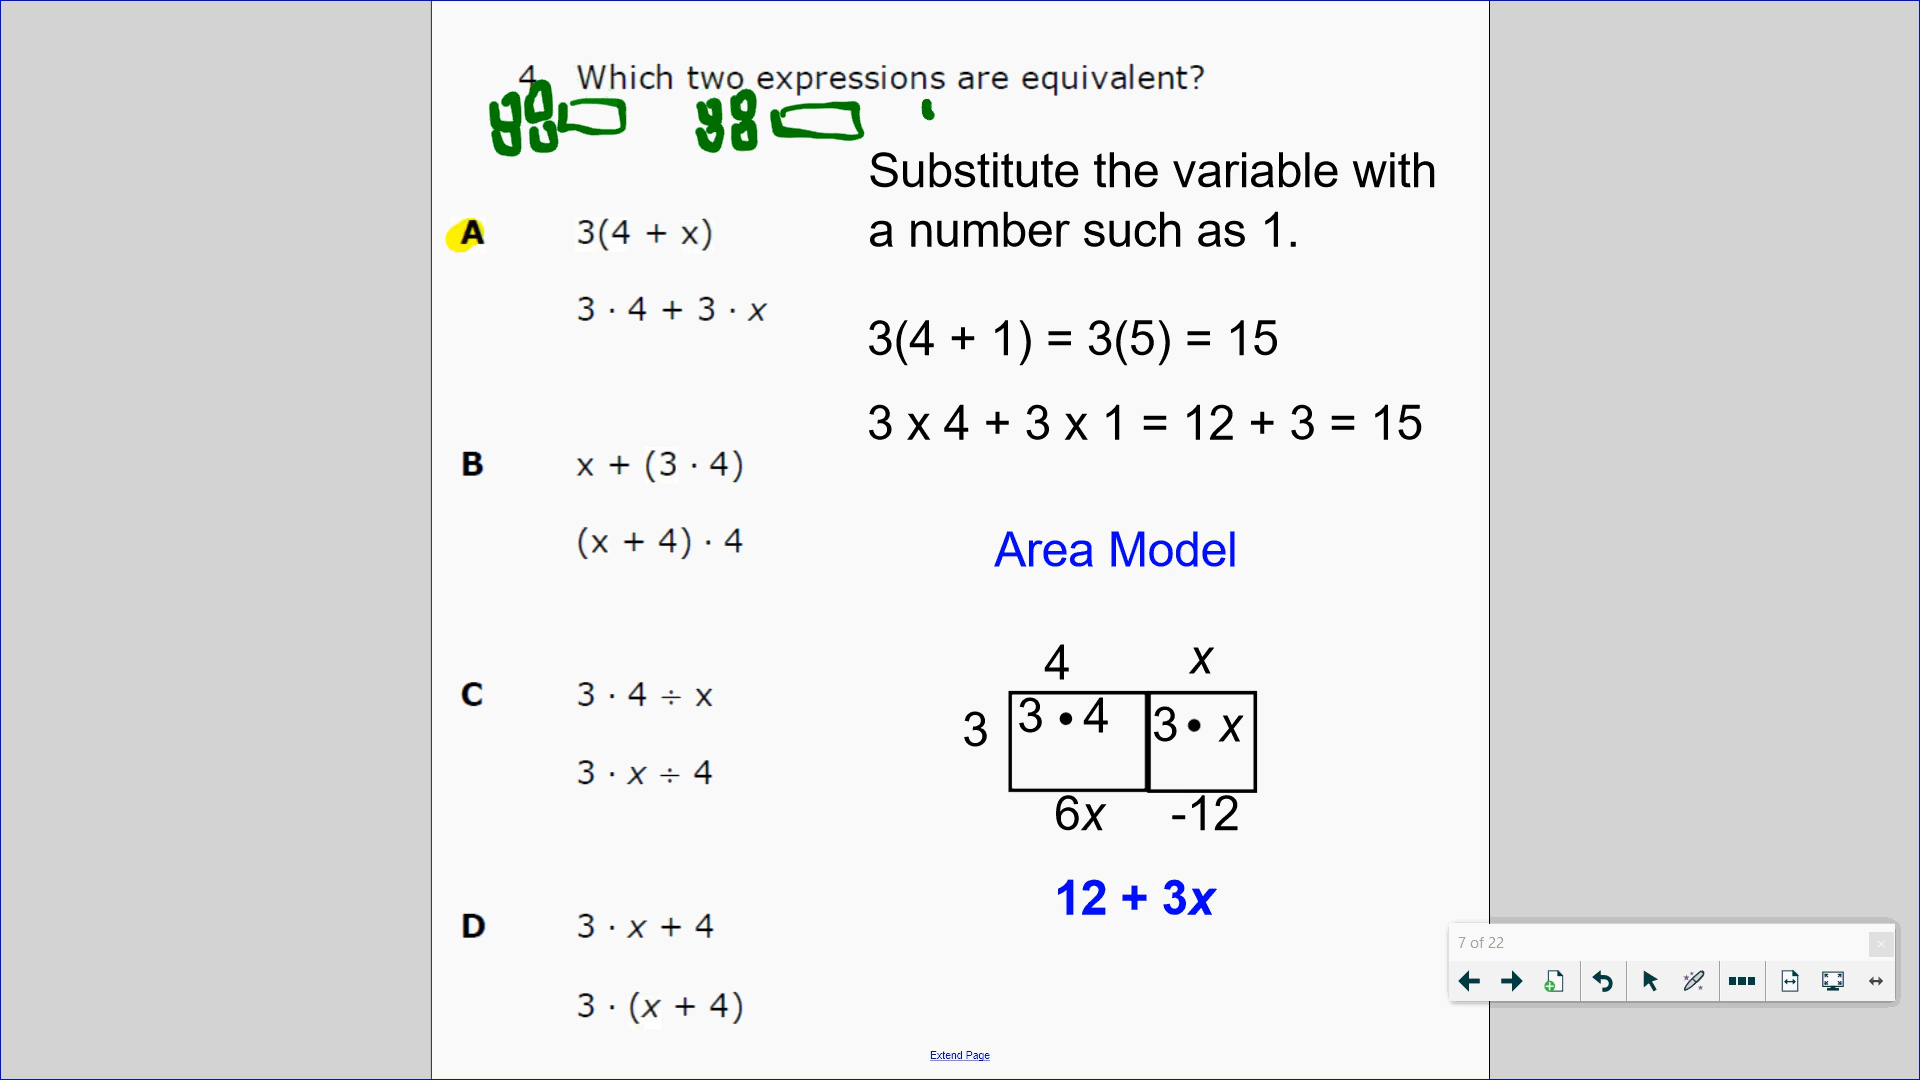 4 Which two expressions are equivalent?
Substitute the variable with
a number such as 1.
A 3(4 + x)
3 · 4 + 3 · x
3(4 + 1) = 3(5) = 15
3 x 4 + 3 x 1 = 12 + 3 = 15
B x + (3 · 4)
(x + 4) · 4
Area Model
C 3 · 4 ÷ x
3 · x ÷ 4
4 x
3 3 • 4 3 • x
6x -12
12 + 3x
D 3 · x + 4
3 · (x + 4)
7 of 22
Extend Page